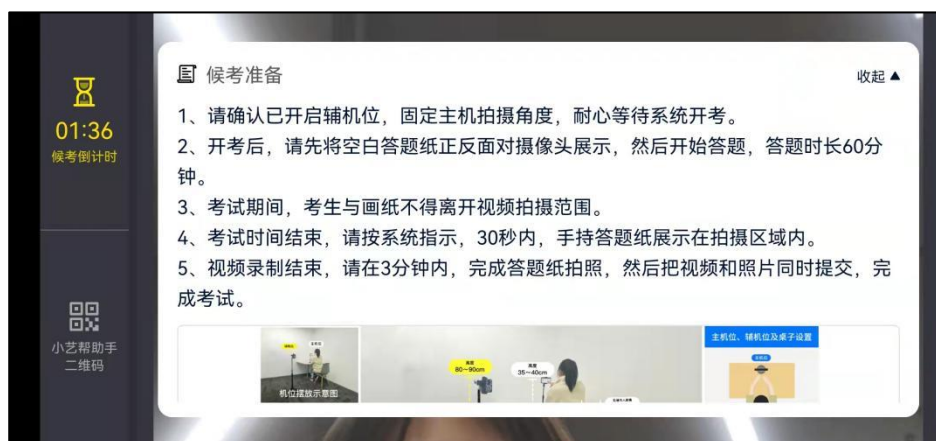 候考准备
收起▲
01:36
候考倒计时
1、请确认已开启辅机位，固定主机拍摄角度，耐心等待系统开考。
2、开考后，请先将空白答题纸正反面对摄像头展示，然后开始答题，答题时长60分
钟。
3、考试期间，考生与画纸不得离开视频拍摄范围。
4、考试时间结束，请按系统指示，30秒内，手持答题纸展示在拍摄区域内。
5、视频录制结束，请在3分钟内，完成答题纸拍照，然后把视频和照片同时提交，完
成考试。
小艺帮助手
二维码
机位摆放示意图
高度
80~90cm
高度
35~40cm
主机位、辅机位及桌子设置